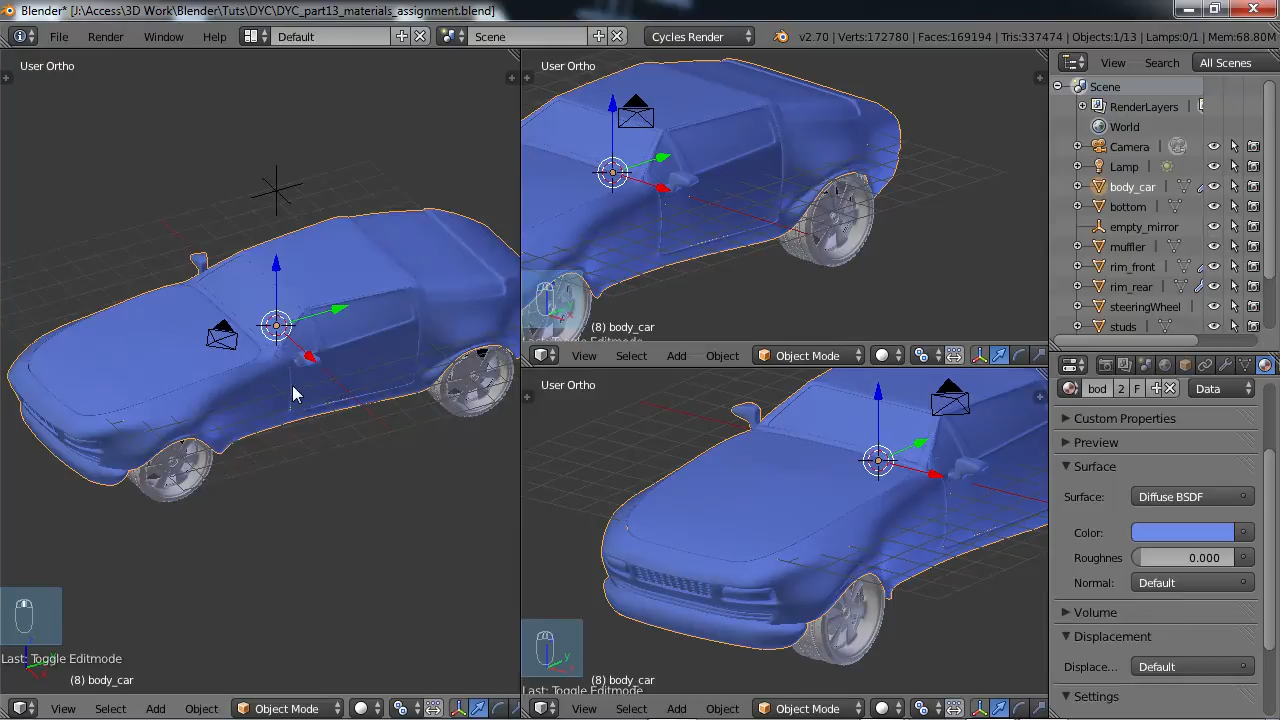 Blender* [J:\Access\3D Work\Blender\Tuts\DYC\DYC_part13_materials_assignment.blend]
File Render Window Help Default Scene Cycles Render v2.70 | Verts:172780 | Faces:169194 | Tris:337474 | Objects:1/13 | Lamps:0/1 | Mem:68.80M
User Ortho
Last: Toggle Editmode
(8) body_car
View Select Add Object Object Mode
User Ortho
(8) body_car
Last: Toggle Editmode
View Select Add Object Object Mode
User Ortho
(8) body_car
Last: Toggle Editmode
View Select Add Object Object Mode
View Search All Scenes
Scene
RenderLayers
World
Camera
Lamp
body_car
bottom
empty_mirror
muffler
rim_front
rim_rear
steeringWheel
studs
bod 2 F Data
Custom Properties
Preview
Surface
Surface: Diffuse BSDF
Color:
Roughnes 0.000
Normal: Default
Volume
Displacement
Displace... Default
Settings